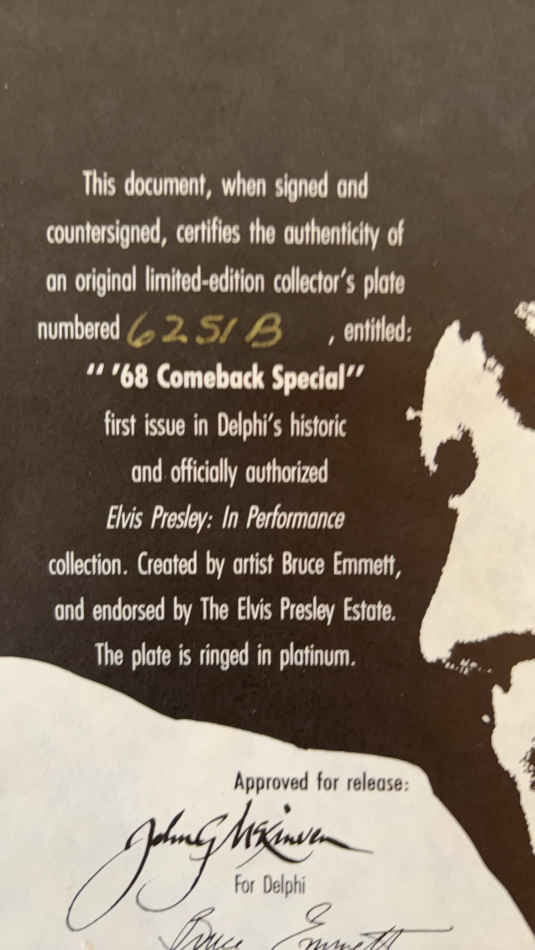 This document, when signed and
countersigned, certifies the authenticity of
an original limited-edition collector's plate
numbered 6251B , entitled:
" '68 Comeback Special"
first issue in Delphi's historic
and officially authorized
Elvis Presley: In Performance
collection. Created by artist Bruce Emmett,
and endorsed by The Elvis Presley Estate.
The plate is ringed in platinum.
Approved for release:
For Delphi
Bruce Emmett